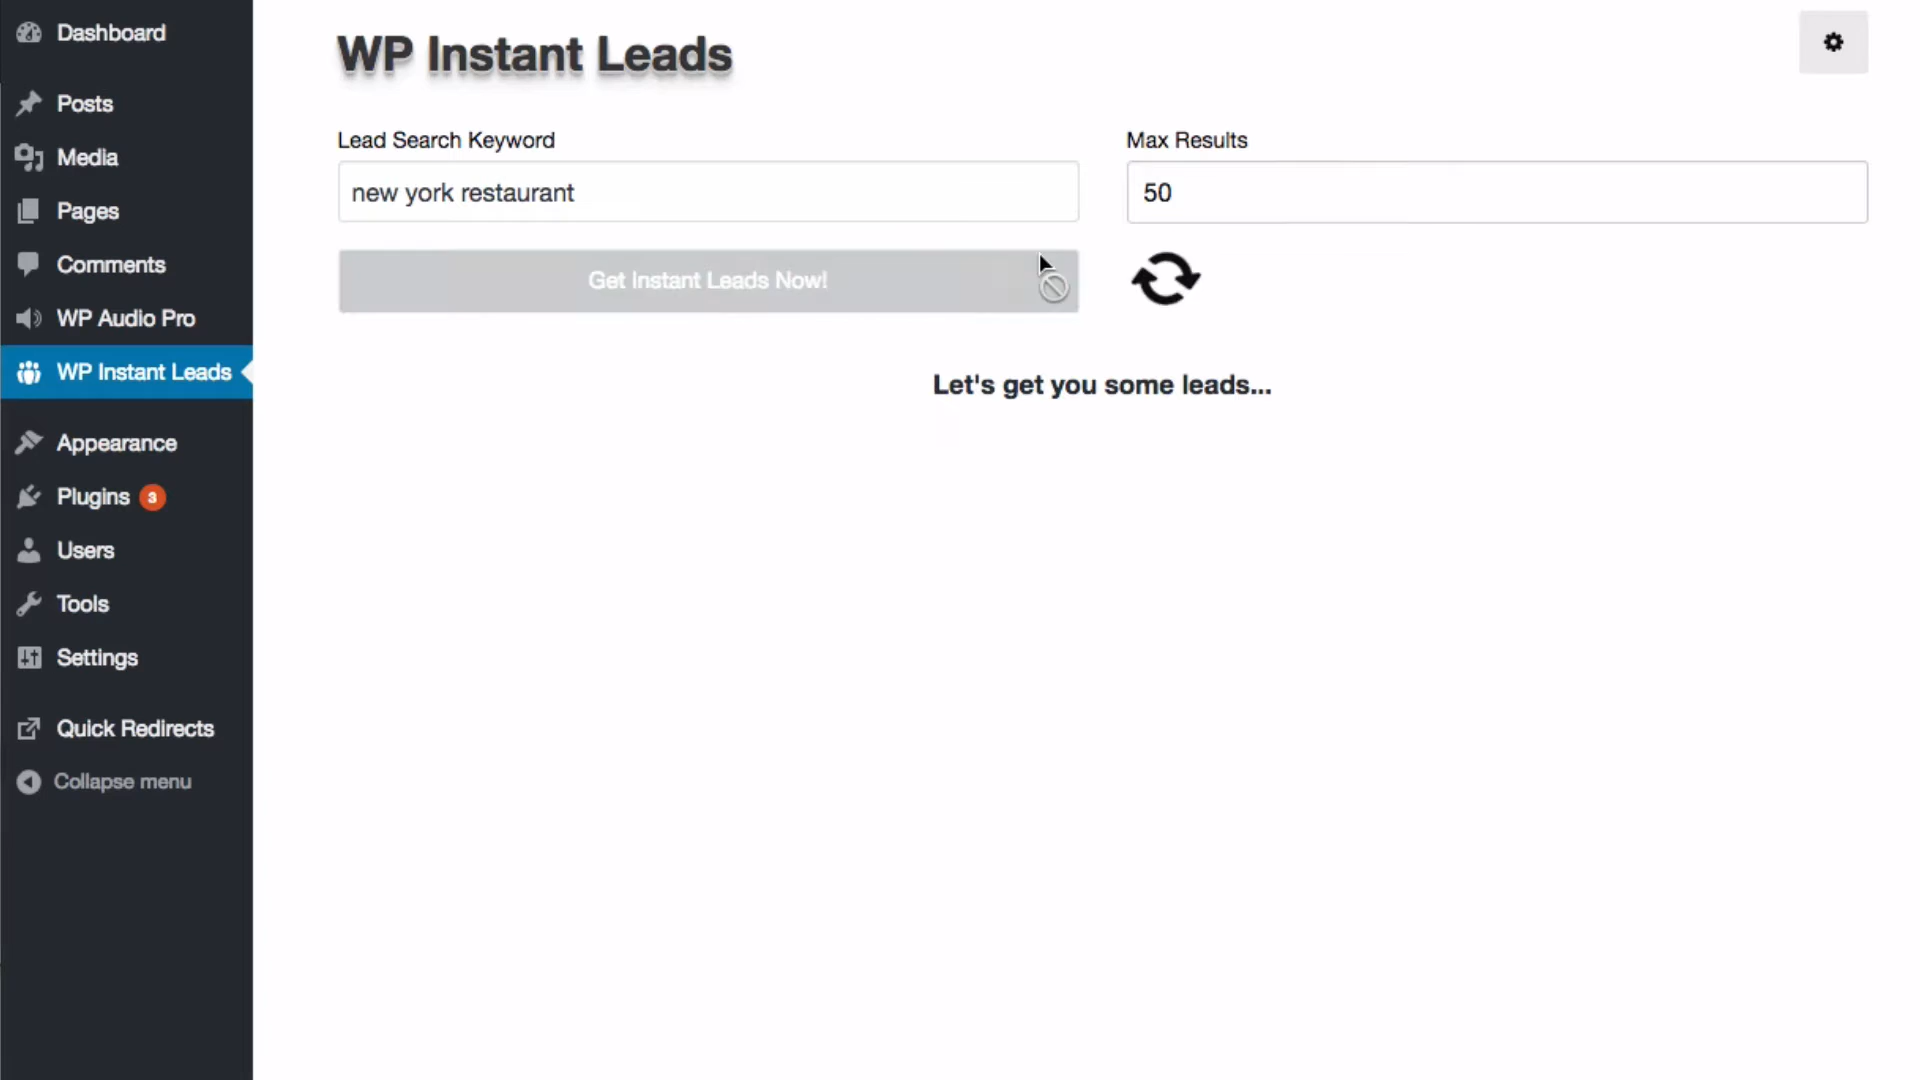 Dashboard
Posts
Media
Pages
Comments
WP Audio Pro
WP Instant Leads
Appearance
Plugins 3
Users
Tools
Settings
Quick Redirects
Collapse menu
WP Instant Leads
Lead Search Keyword
new york restaurant
Max Results
50
Get Instant Leads Now!
Let's get you some leads...